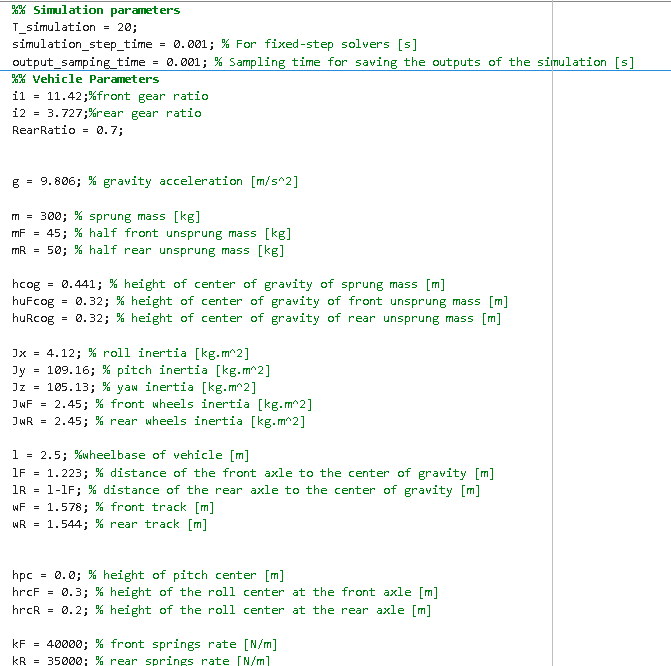 %% Simulation parameters
T_simulation = 20;
simulation_step_time = 0.001; % For fixed-step solvers [s]
output_samping_time = 0.001; % Sampling time for saving the outputs of the simulation [s]
%% Vehicle Parameters
i1 = 11.42;%front gear ratio
i2 = 3.727;%rear gear ratio
RearRatio = 0.7;
g = 9.806; % gravity acceleration [m/s^2]
m = 300; % sprung mass [kg]
mF = 45; % half front unsprung mass [kg]
mR = 50; % half rear unsprung mass [kg]
hcog = 0.441; % height of center of gravity of sprung mass [m]
huFcog = 0.32; % height of center of gravity of front unsprung mass [m]
huRcog = 0.32; % height of center of gravity of rear unsprung mass [m]
Jx = 4.12; % roll inertia [kg.m^2]
Jy = 109.16; % pitch inertia [kg.m^2]
Jz = 105.13; % yaw inertia [kg.m^2]
JwF = 2.45; % front wheels inertia [kg.m^2]
JwR = 2.45; % rear wheels inertia [kg.m^2]
l = 2.5; %wheelbase of vehicle [m]
lF = 1.223; % distance of the front axle to the center of gravity [m]
lR = l-lF; % distance of the rear axle to the center of gravity [m]
wF = 1.578; % front track [m]
wR = 1.544; % rear track [m]
hpc = 0.0; % height of pitch center [m]
hrcF = 0.3; % height of the roll center at the front axle [m]
hrcR = 0.2; % height of the roll center at the rear axle [m]
kF = 40000; % front springs rate [N/m]
kR = 35000; % rear springs rate [N/m]